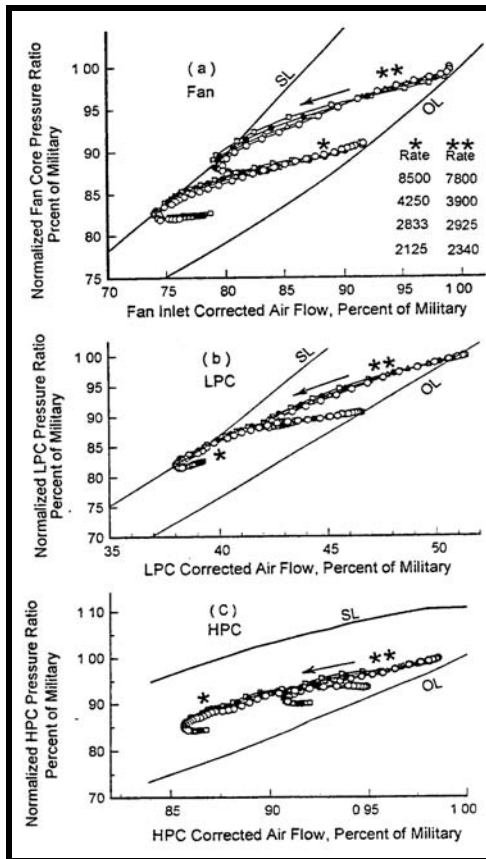 Normalized Fan Core Pressure Ratio
Prcent of Military
1 00
95
90
85
80
75
( a )
Fan
SL
**
OL
*
* **
Rate Rate
8500 7800
4250 3900
2833 2925
2125 2340
70 75 80 85 90 95 1 00
Fan Inlet Corrected Air Flow, Percent of Military
Normalized LPC Pressure Ratio
Percent of Military
1 00
95
90
85
80
75
70
( b )
LPC
SL
**
OL
*
35 40 45 50
LPC Corrected Air Flow, Percent of Military
Normalized HPC Pressure Ratio
Percent of Military
110
1 00
90
80
70
(C)
HPC
SL
**
*
OL
85 90 0 95 1 00
HPC Corrected Air Flow, Percent of Military